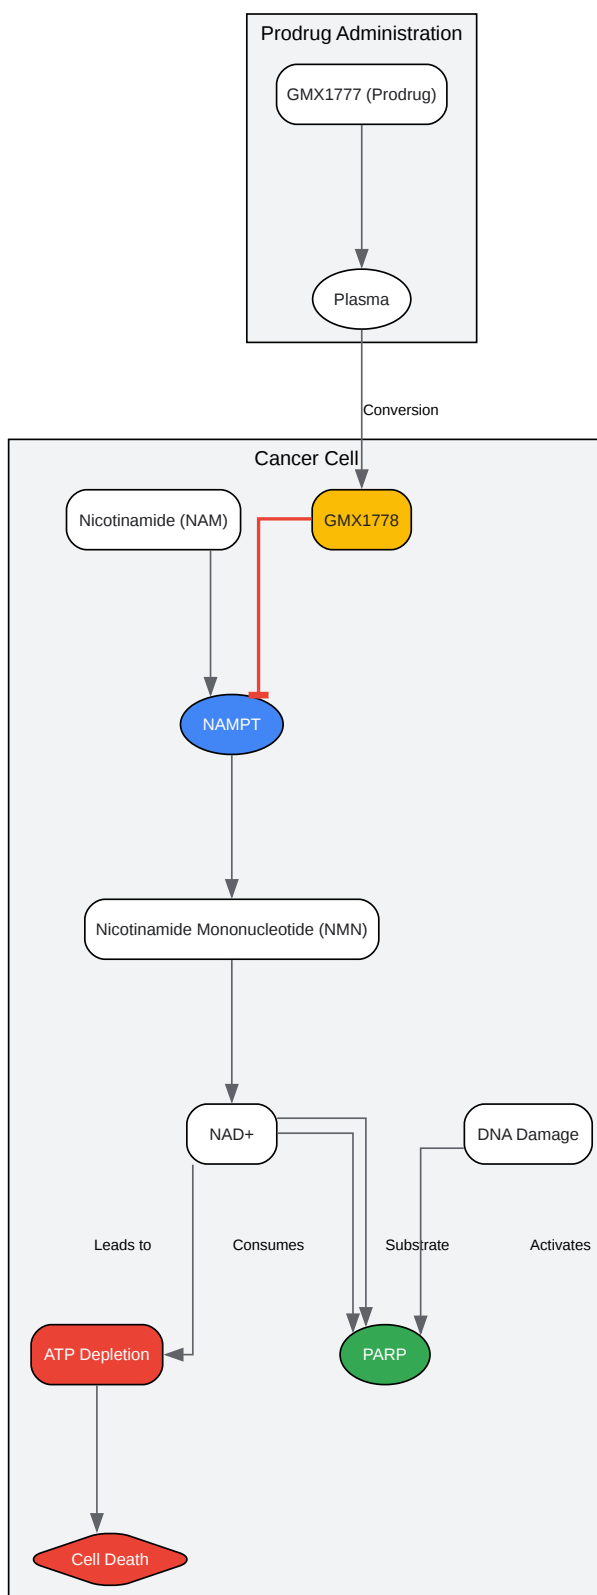 Prodrug Administration
GMX1777 (Prodrug)
Plasma
Conversion
Cancer Cell
Nicotinamide (NAM)
GMX1778
NAMPT
Nicotinamide Mononucleotide (NMN)
NAD+
DNA Damage
Leads to
Consumes
Substrate
Activates
ATP Depletion
PARP
Cell Death